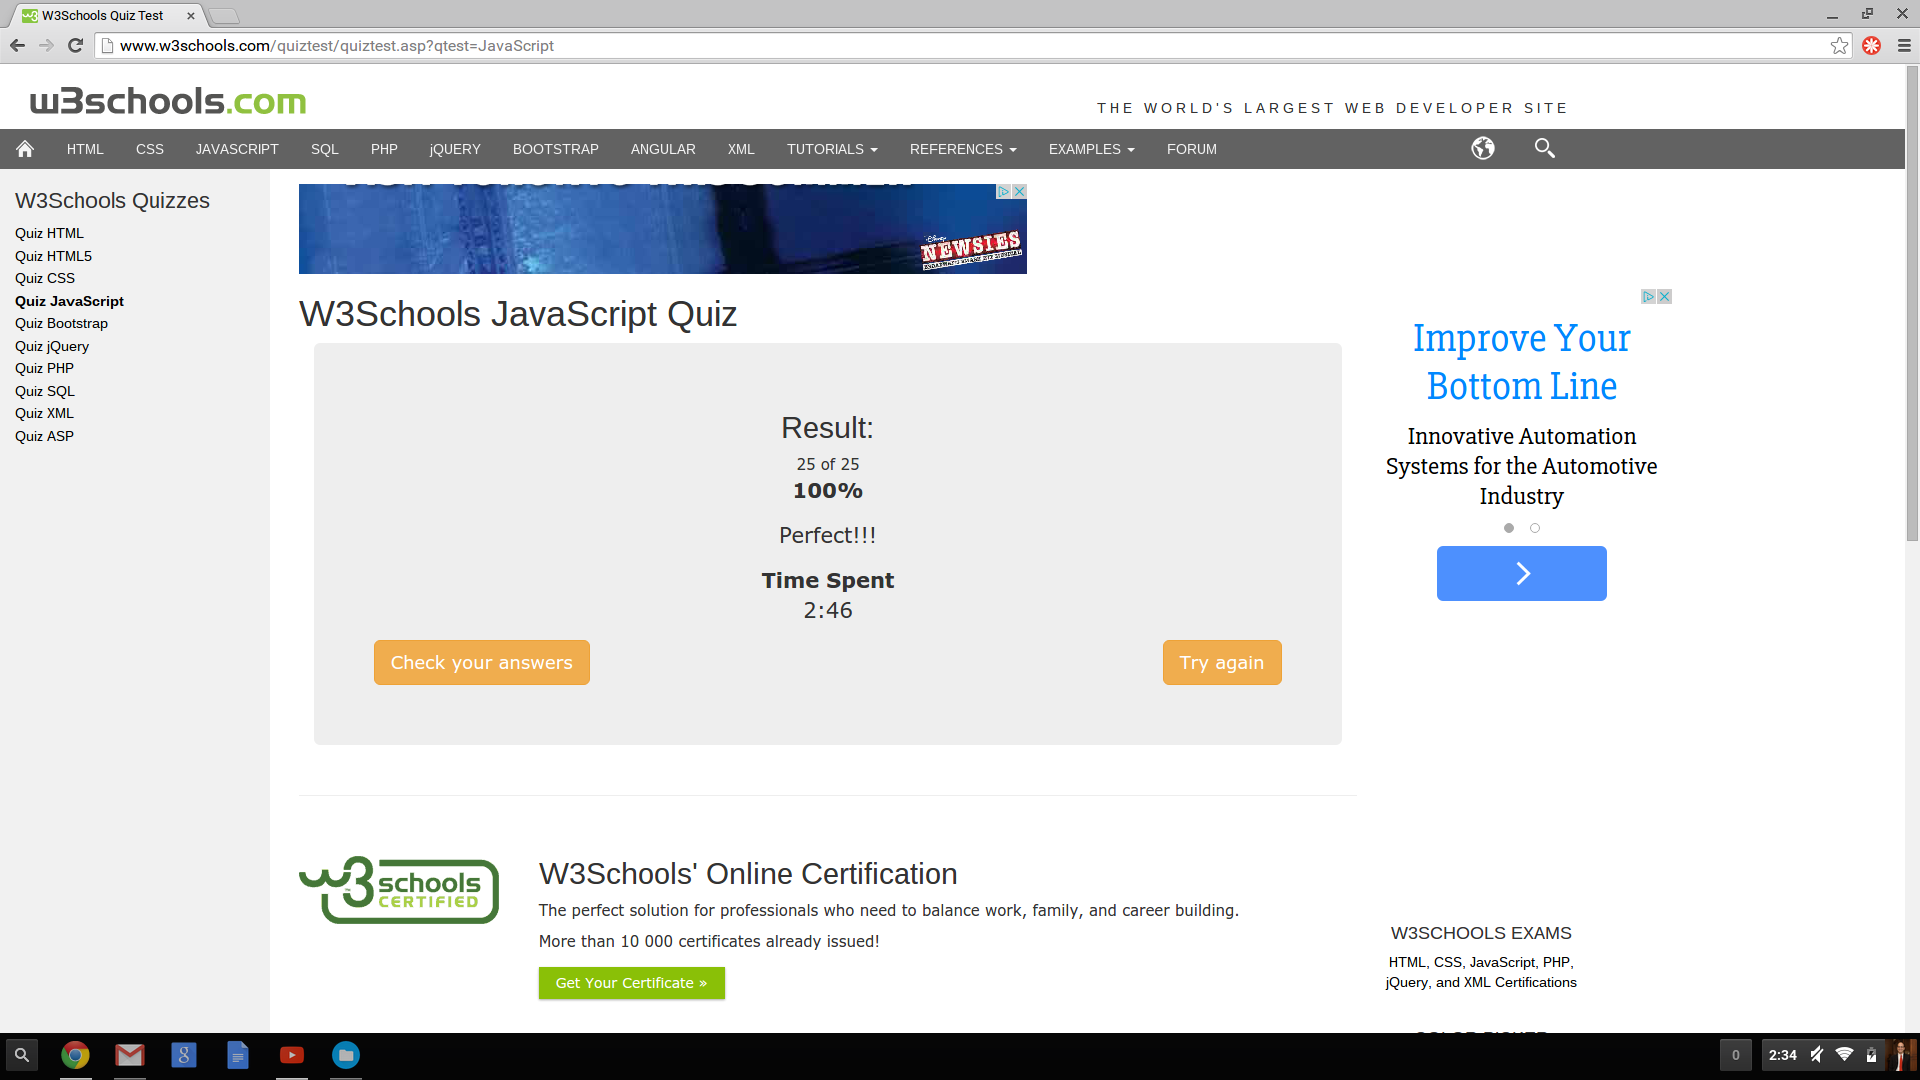 W3Schools Quiz Test
www.w3schools.com/quiztest/quiztest.asp?qtest=JavaScript
w3schools.com
THE WORLD'S LARGEST WEB DEVELOPER SITE
HTML CSS JAVASCRIPT SQL PHP jQUERY BOOTSTRAP ANGULAR XML TUTORIALS REFERENCES EXAMPLES FORUM
W3Schools Quizzes
Quiz HTML
Quiz HTML5
Quiz CSS
Quiz JavaScript
Quiz Bootstrap
Quiz jQuery
Quiz PHP
Quiz SQL
Quiz XML
Quiz ASP
Disney
NEWSIES
W3Schools JavaScript Quiz
Result:
25 of 25
100%
Perfect!!!
Time Spent
2:46
Check your answers
Try again
Improve Your
Bottom Line
Innovative Automation
Systems for the Automotive
Industry
w3schools
CERTIFIED
W3Schools' Online Certification
The perfect solution for professionals who need to balance work, family, and career building.
More than 10 000 certificates already issued!
Get Your Certificate »
W3SCHOOLS EXAMS
HTML, CSS, JavaScript, PHP,
jQuery, and XML Certifications
0
2:34